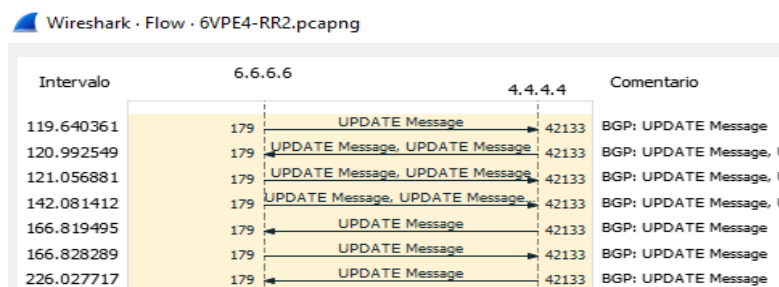 Wireshark · Flow · 6VPE4-RR2.pcapng
Intervalo 6.6.6.6 4.4.4.4 Comentario
119.640361 179 UPDATE Message 42133 BGP: UPDATE Message
120.992549 179 UPDATE Message, UPDATE Message 42133 BGP: UPDATE Message,
121.056881 179 UPDATE Message, UPDATE Message 42133 BGP: UPDATE Message,
142.081412 179 UPDATE Message, UPDATE Message, 42133 BGP: UPDATE Message,
166.819495 179 UPDATE Message 42133 BGP: UPDATE Message
166.828289 179 UPDATE Message 42133 BGP: UPDATE Message
226.027717 179 UPDATE Message 42133 BGP: UPDATE Message